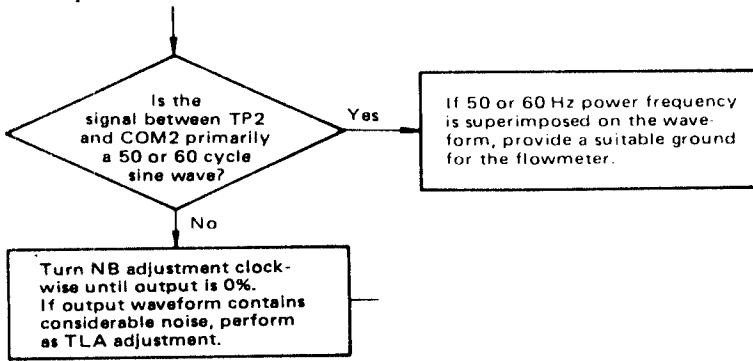 Is the
signal between TP2
and COM2 primarily
a 50 or 60 cycle
sine wave?
Yes
If 50 or 60 Hz power frequency
is superimposed on the wave-
form, provide a suitable ground
for the flowmeter.
No
Turn NB adjustment clock-
wise until output is 0%.
If output waveform contains
considerable noise, perform
as TLA adjustment.